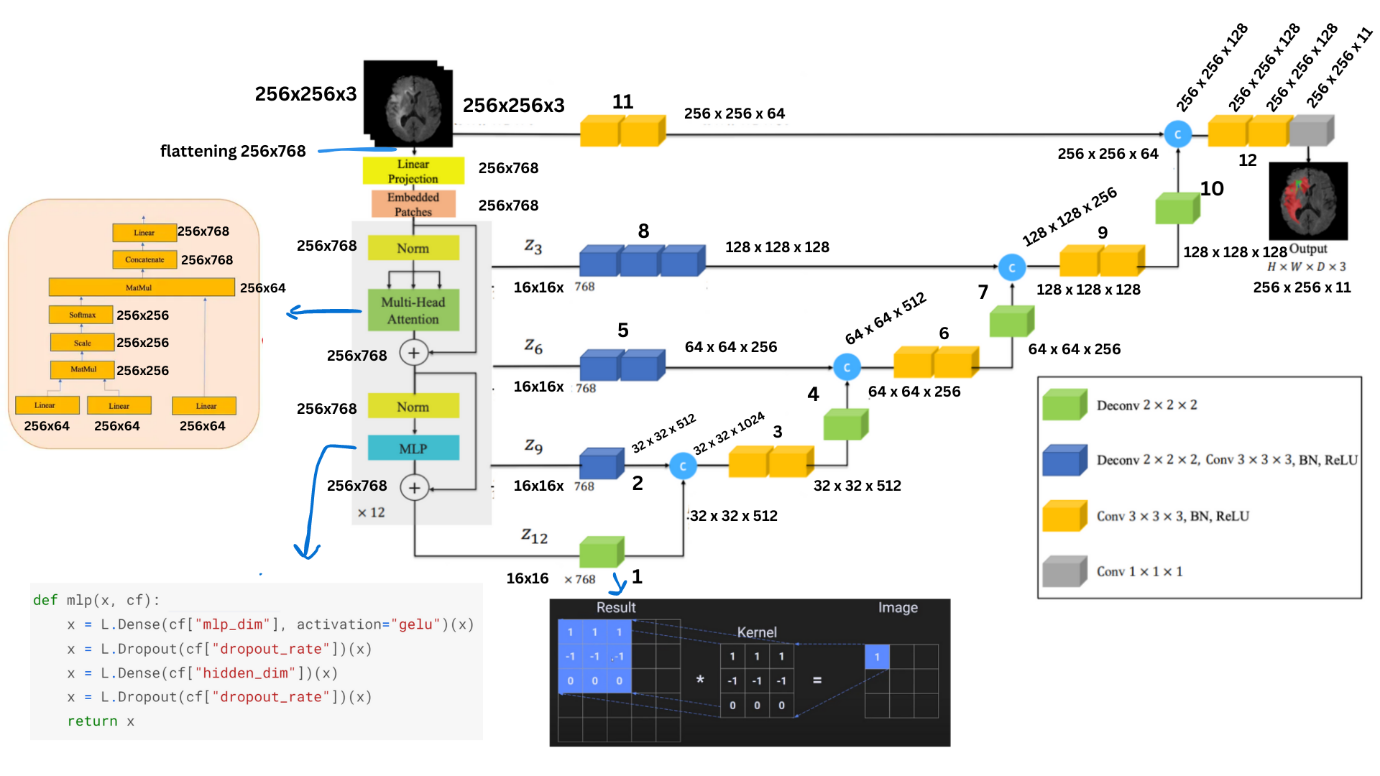 256x256x3
256x256x3
11
256 x 256 x 64
256 x 256 x 128
256 x 256 x 128
256 x 256 x 128
256 x 256 x 11
C
256 x 256 x 64
12
flattening 256x768
Linear
Projection
256x768
Embedded
Patches
256x768
10
128 x 128 x 128
Output
H × W × D × 3
256 x 256 x 11
256x768
Norm
Multi-Head
Attention
256x768
+
256x768
Norm
MLP
256x768
+
× 12
Linear
256x768
Concatenate
256x768
MatMul
256x64
Softmax
256x256
Scale
256x256
MatMul
256x256
Linear
Linear
Linear
256x64
256x64
256x64
z3
16x16x 768
8
128 x 128 x 128
C
128 x 128 x 256
9
128 x 128 x 128
7
64 x 64 x 256
z6
16x16x 768
5
64 x 64 x 256
C
64 x 64 x 512
6
64 x 64 x 256
4
z9
16x16x 768
2
32 x 32 x 512
C
32 x 32 x 1024
3
32 x 32 x 512
32 x 32 x 512
z12
16x16 × 768
1
Deconv 2 × 2 × 2
Deconv 2 × 2 × 2, Conv 3 × 3 × 3, BN, ReLU
Conv 3 × 3 × 3, BN, ReLU
Conv 1 × 1 × 1
def mlp(x, cf):
x = L.Dense(cf["mlp_dim"], activation="gelu")(x)
x = L.Dropout(cf["dropout_rate"])(x)
x = L.Dense(cf["hidden_dim"])(x)
x = L.Dropout(cf["dropout_rate"])(x)
return x
Result
Kernel
Image
1 1 1
-1 -1 -1
0 0 0
*
1 1 1
-1 -1 -1
0 0 0
=
1